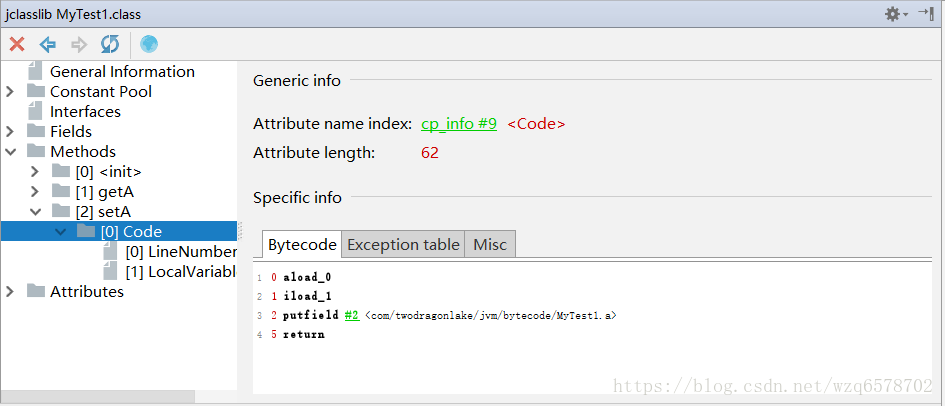 jclasslib MyTest1.class
General Information
Constant Pool
Interfaces
Fields
Methods
[0] <init>
[1] getA
[2] setA
[0] Code
[0] LineNumber
[1] LocalVariabl
Attributes
Generic info
Attribute name index: cp_info #9 <Code>
Attribute length: 62
Specific info
Bytecode Exception table Misc
1 0 aload_0
2 1 iload_1
3 2 putfield #2 <com/twodragonlake/jvm/bytecode/MyTest1.a>
4 5 return
https://blog.csdn.net/wzq6578702